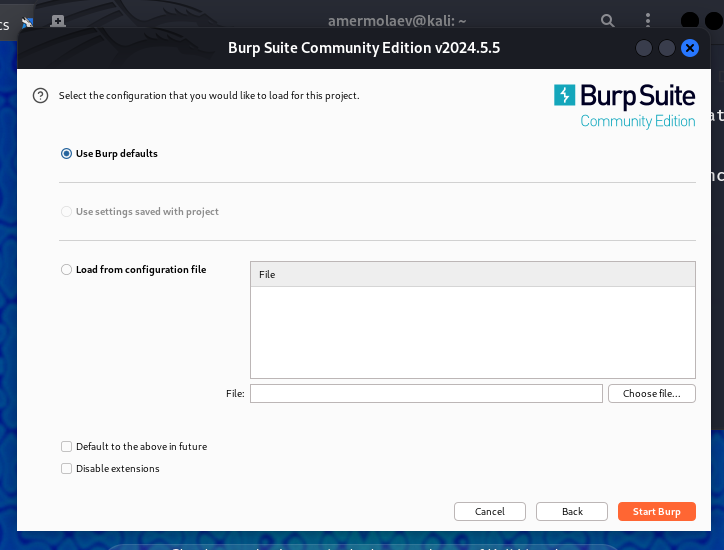 cs
amermolaev@kali: ~
Burp Suite Community Edition v2024.5.5
Select the configuration that you would like to load for this project.
Burp Suite
Community Edition
at
Use Burp defaults
nc
Use settings saved with project
Load from configuration file
File
File:
Choose file...
Default to the above in future
Disable extensions
Cancel
Back
Start Burp